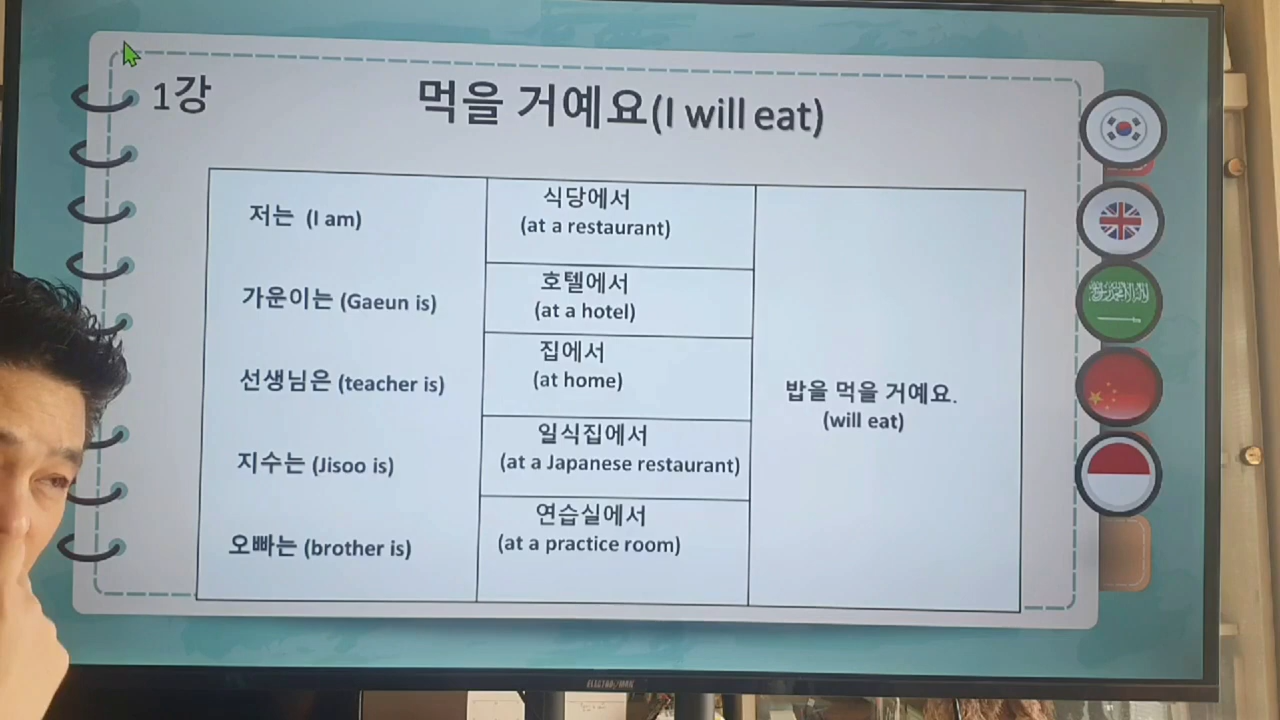 1강
먹을 거예요(I will eat)
저는 (I am)
가운이는 (Gaeun is)
선생님은 (teacher is)
지수는 (Jisoo is)
오빠는 (brother is)
식당에서
(at a restaurant)
호텔에서
(at a hotel)
집에서
(at home)
일식집에서
(at a Japanese restaurant)
연습실에서
(at a practice room)
밥을 먹을 거예요.
(will eat)